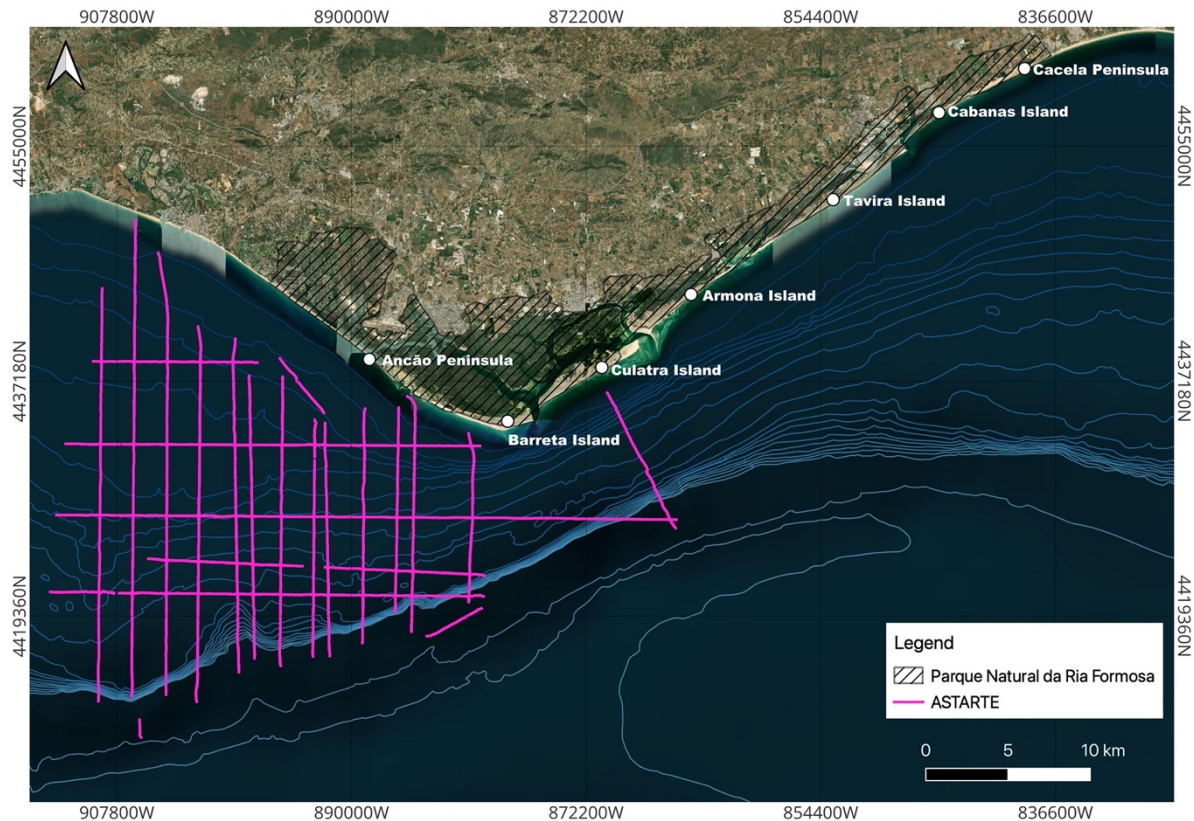 907800W 890000W 872200W 854400W 836600W
4455000N
4455000N
Cacela Peninsula
Cabanas Island
Tavira Island
Armona Island
Ancão Peninsula
Culatra Island
4437180N
4437180N
Barreta Island
4419360N
4419360N
Legend
Parque Natural da Ria Formosa
ASTARTE
0 5 10 km
907800W 890000W 872200W 854400W 836600W